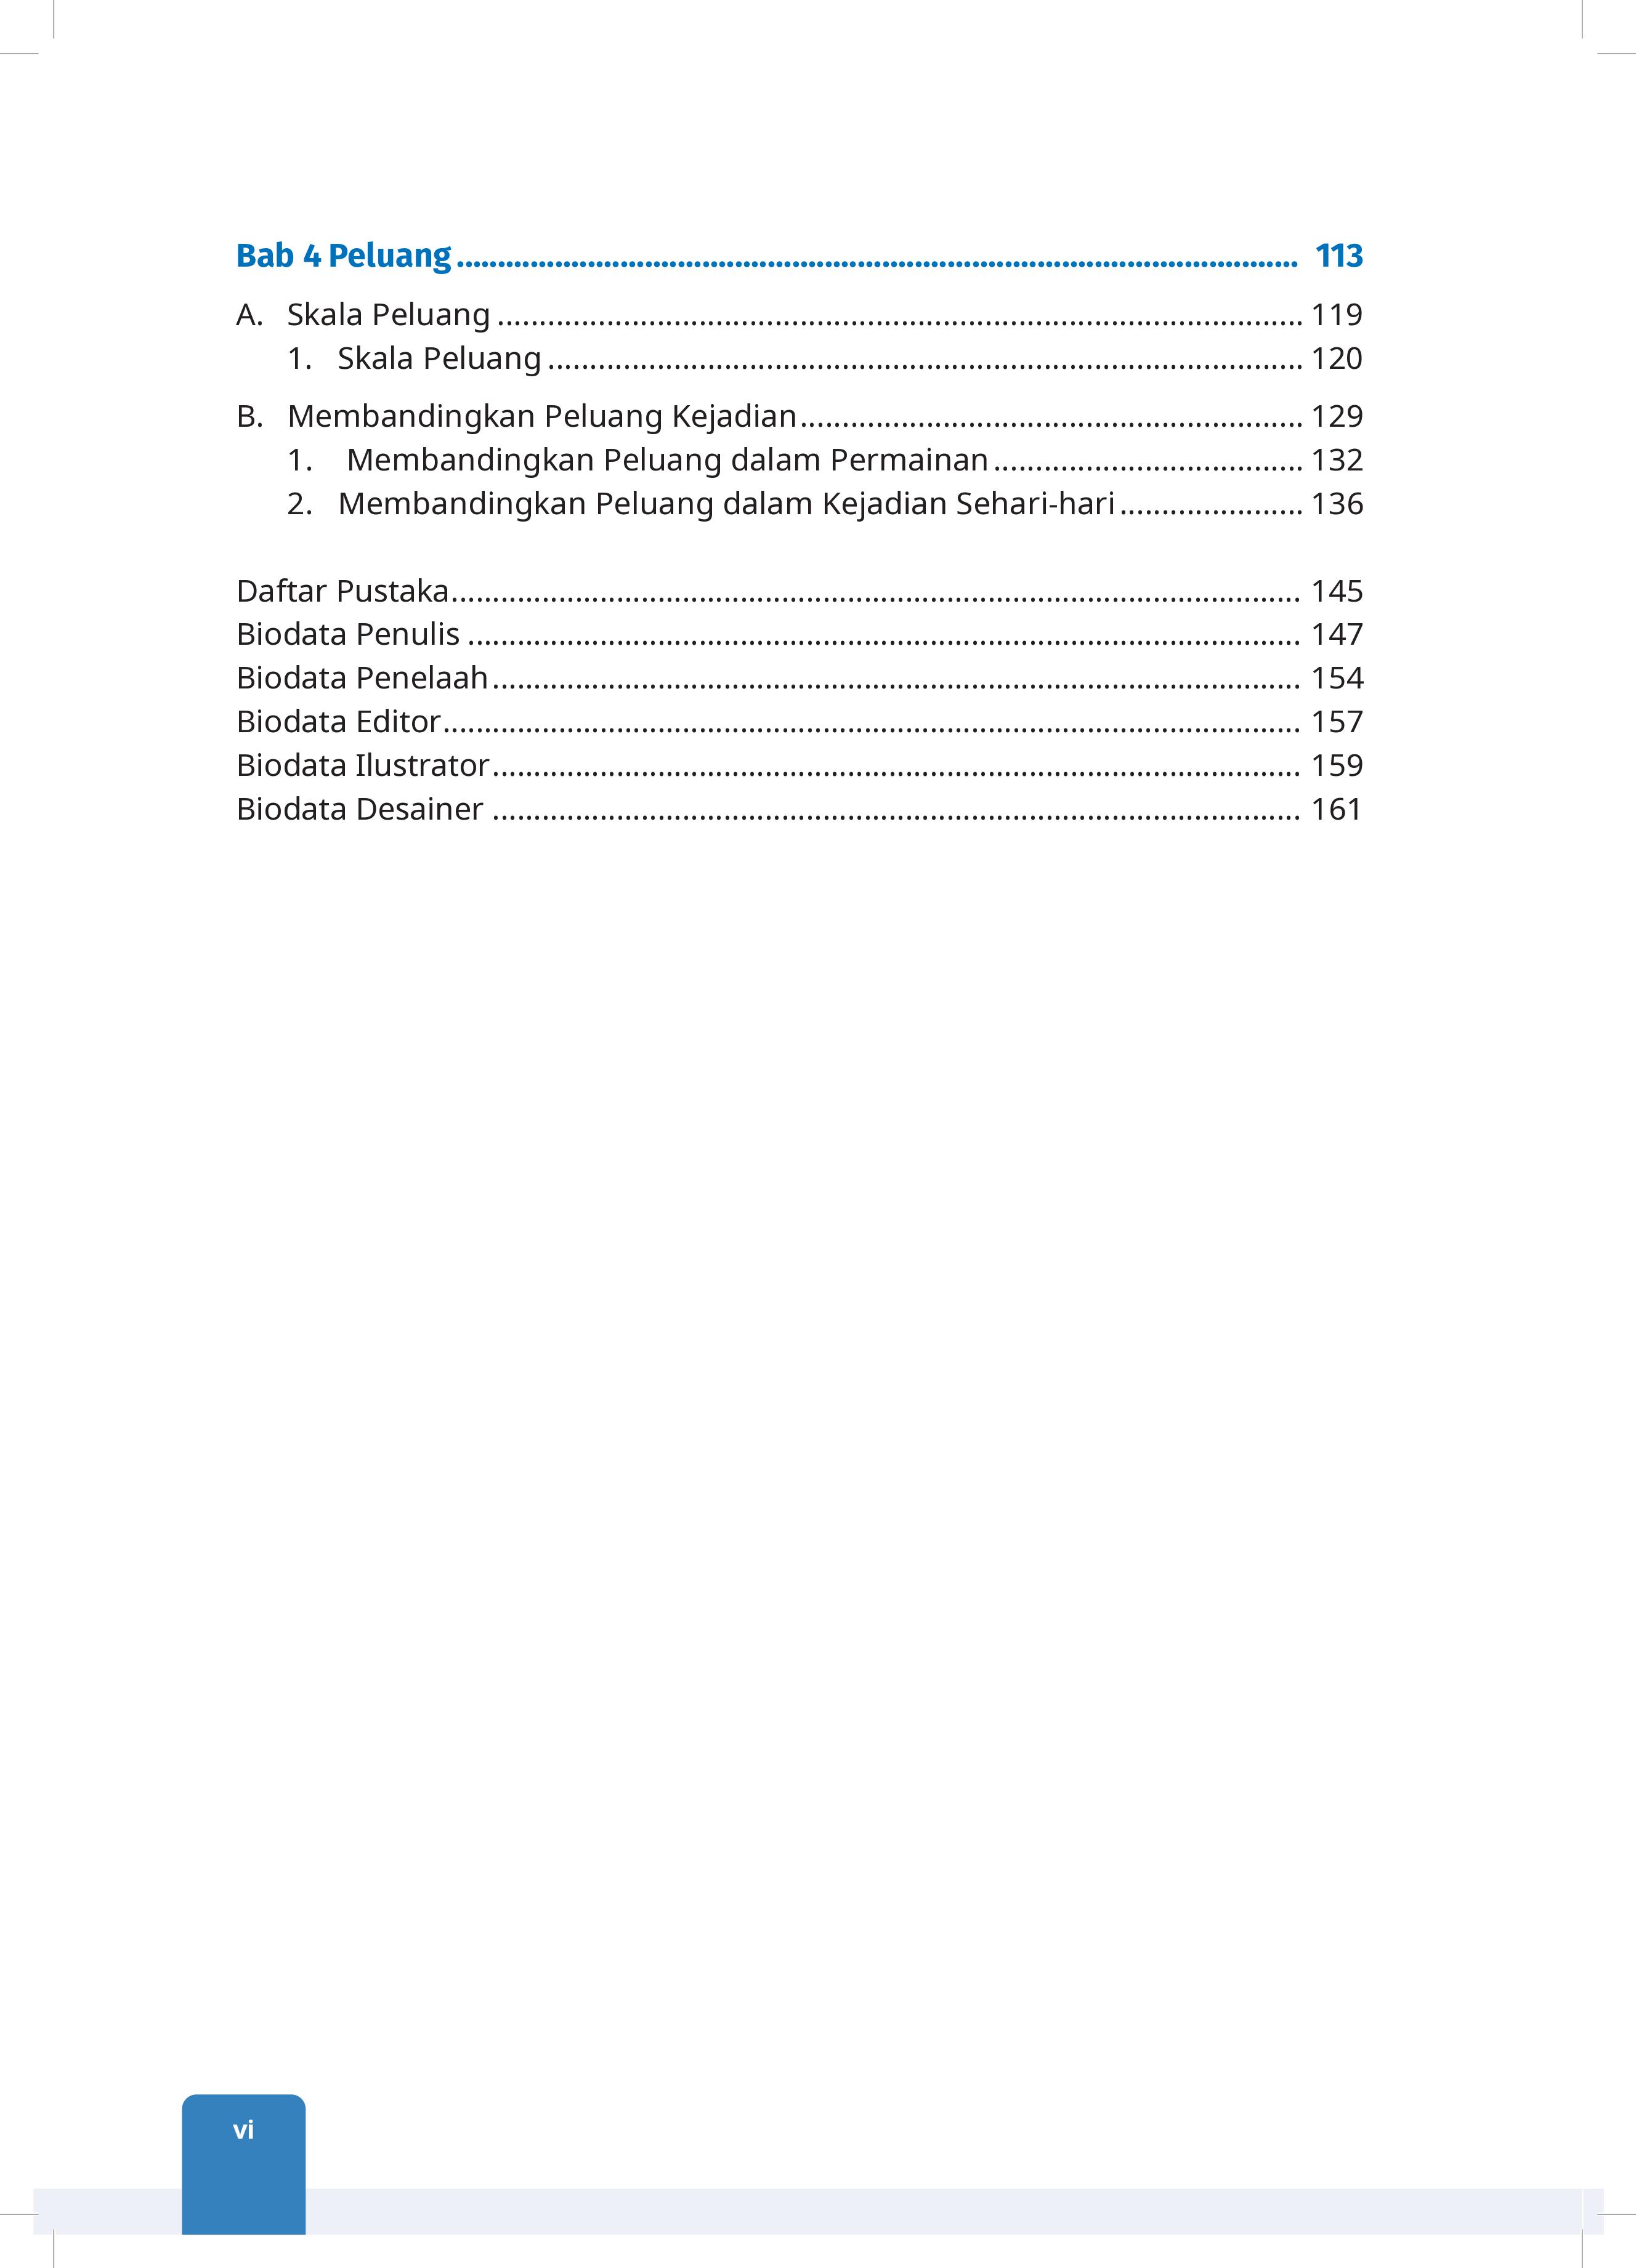 Bab 4 Peluang ........................................................................................................ 113
A. Skala Peluang ................................................................................................ 119
1. Skala Peluang .......................................................................................... 120
B. Membandingkan Peluang Kejadian............................................................ 129
1. Membandingkan Peluang dalam Permainan ..................................... 132
2. Membandingkan Peluang dalam Kejadian Sehari-hari ...................... 136
Daftar Pustaka...................................................................................................... 145
Biodata Penulis .................................................................................................... 147
Biodata Penelaah................................................................................................. 154
Biodata Editor....................................................................................................... 157
Biodata Ilustrator................................................................................................. 159
Biodata Desainer ................................................................................................. 161
vi